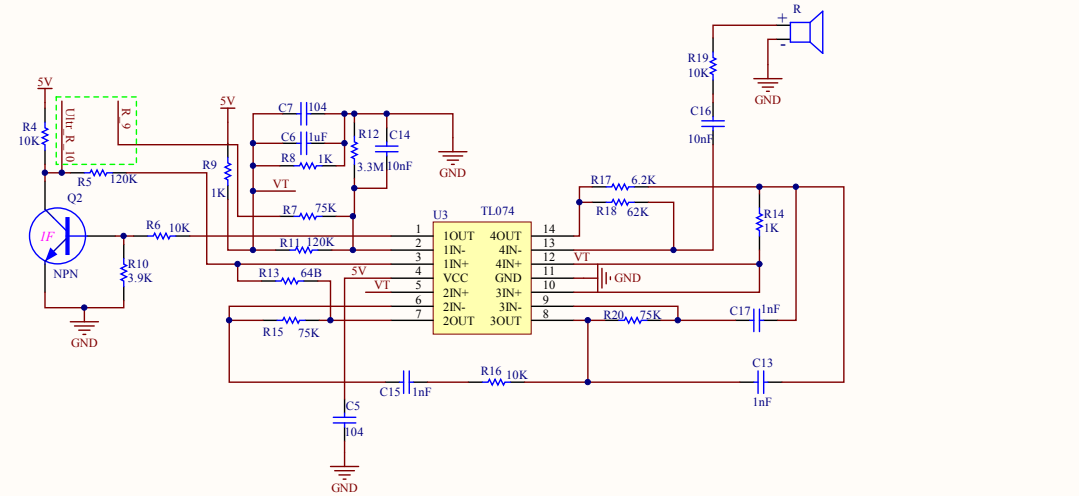 R
+
-
R19
10K
GND
C16
10nF
5V
R4
10K
Ultr_R_10
R_9
R5
120K
Q2
IF
NPN
R6 10K
R10
3.9K
GND
5V
R9
1K
C7 104
C6 1uF
R8 1K
VT
R12
3.3M
C14
10nF
GND
R7 75K
R11 120K
R13 64B
R15 75K
5V
VT
U3 TL074
1 1OUT 4OUT 14
2 1IN- 4IN- 13
3 1IN+ 4IN+ 12
4 VCC GND 11
5 2IN+ 3IN+ 10
6 2IN- 3IN- 9
7 2OUT 3OUT 8
R17 6.2K
R18 62K
R14
1K
VT
GND
R20 75K
C17 1nF
C15 1nF
R16 10K
C13
1nF
C5
104
GND